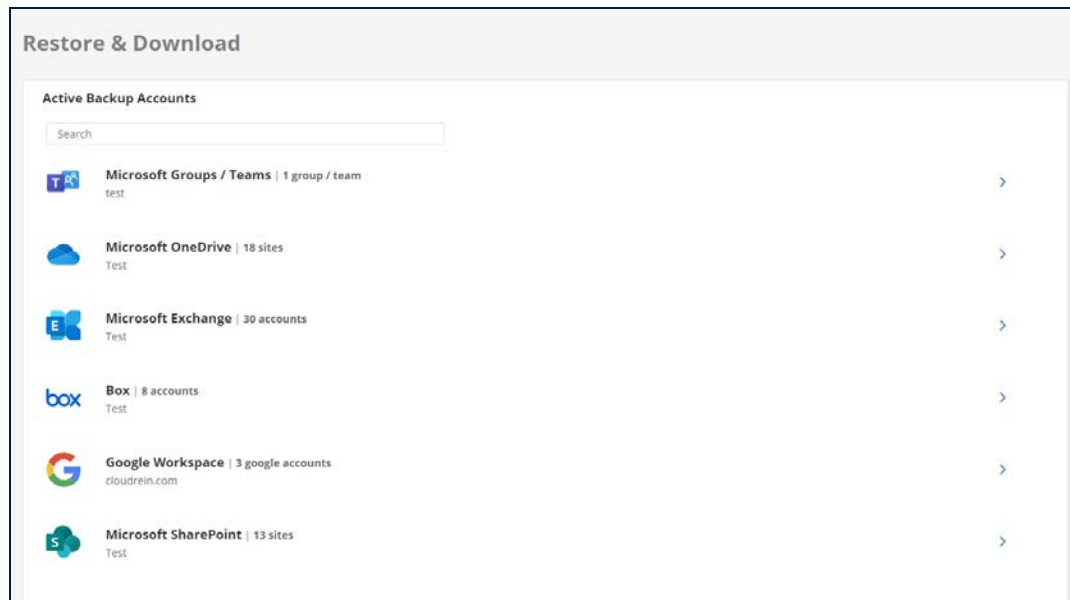 Restore & Download
Active Backup Accounts
Search
Microsoft Groups / Teams | 1 group / team
test
Microsoft OneDrive | 18 sites
Test
Microsoft Exchange | 30 accounts
Test
box
Box | 8 accounts
Test
Google Workspace | 3 google accounts
cloudrein.com
Microsoft SharePoint | 13 sites
Test